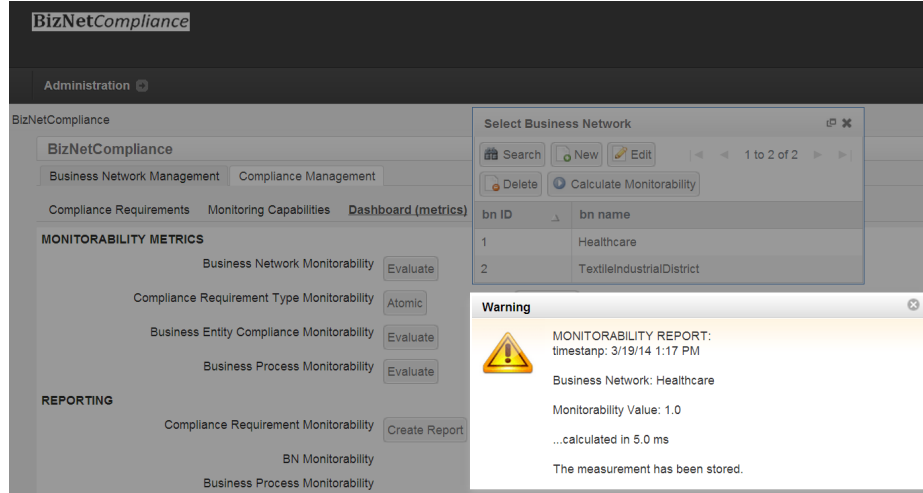 BizNetCompliance
Administration
BizNetCompliance
BizNetCompliance
Business Network Management
Compliance Management
Compliance Requirements
Monitoring Capabilities
Dashboard (metrics)
MONITORABILITY METRICS
Business Network Monitorability
Evaluate
Compliance Requirement Type Monitorability
Atomic
Business Entity Compliance Monitorability
Evaluate
Business Process Monitorability
Evaluate
REPORTING
Compliance Requirement Monitorability
Create Report
BN Monitorability
Business Process Monitorability
Select Business Network
Search
New
Edit
1 to 2 of 2
Delete
Calculate Monitorability
bn ID
bn name
1
Healthcare
2
TextileIndustrialDistrict
Warning
MONITORABILITY REPORT:
timestanp: 3/19/14 1:17 PM
Business Network: Healthcare
Monitorability Value: 1.0
...calculated in 5.0 ms
The measurement has been stored.